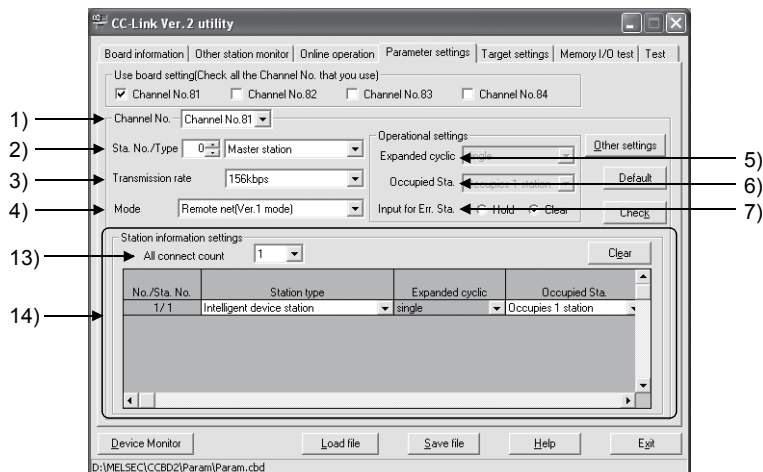 CC-Link Ver. 2 utility
Board information Other station monitor Online operation Parameter settings Target settings Memory I/O test Test
Use board setting(Check all the Channel No. that you use)
Channel No.81 Channel No.82 Channel No.83 Channel No.84
1) Channel No. Channel No.81
Operational settings
Other settings
2) Sta. No./Type 0 Master station
Expanded cyclic single 5)
3) Transmission rate 156kbps
Occupied Sta. Occupies 1 station 6)
Default
4) Mode Remote net(Ver.1 mode)
Input for Err. Sta. Hold Clear 7)
Check
Station information settings
13) All connect count 1 Clear
No./Sta. No. Station type Expanded cyclic Occupied Sta.
14) 1/ 1 Intelligent device station single Occupies 1 station
Device Monitor Load file Save file Help Exit
D:\MELSEC\CCBD2\Param\Param.cbd